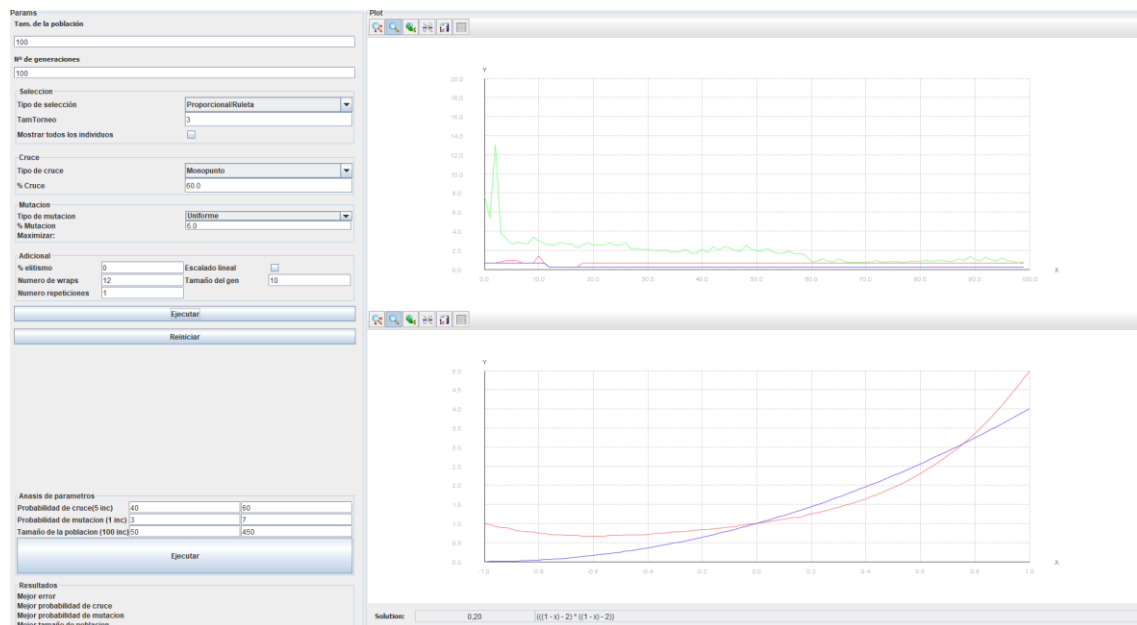 Params
Tam. de la población
100
Nº de generaciones
100
Seleccion
Tipo de selección Proporcional/Ruleta
TamTorneo 3
Mostrar todos los individuos
Cruce
Tipo de cruce Monopunto
% Cruce 60.0
Mutacion
Tipo de mutacion Uniforme
% Mutacion 6.0
Maximizar:
Adicional
% elitismo 0 Escalado lineal
Numero de wraps 12 Tamaño del gen 10
Numero repeticiones 1
Ejecutar
Reiniciar
Anasis de parametros
Probabilidad de cruce(5 inc) 40 60
Probabilidad de mutacion (1 inc) 3 7
Tamaño de la poblacion (100 inc) 50 450
Ejecutar
Resultados
Mejor error
Mejor probabilidad de cruce
Mejor probabilidad de mutacion
Mejor tamaño de poblacion
Plot
Y
20.0
18.0
16.0
14.0
12.0
10.0
8.0
6.0
4.0
2.0
0.0
0.0 10.0 20.0 30.0 40.0 50.0 60.0 70.0 80.0 90.0 100.0
X
Y
5.0
4.5
4.0
3.5
3.0
2.5
2.0
1.5
1.0
0.5
0.0
-1.0 -0.8 -0.6 -0.4 -0.2 0.0 0.2 0.4 0.6 0.8 1.0
X
Solution: 0,20 (((1 - x) - 2) * ((1 - x) - 2))